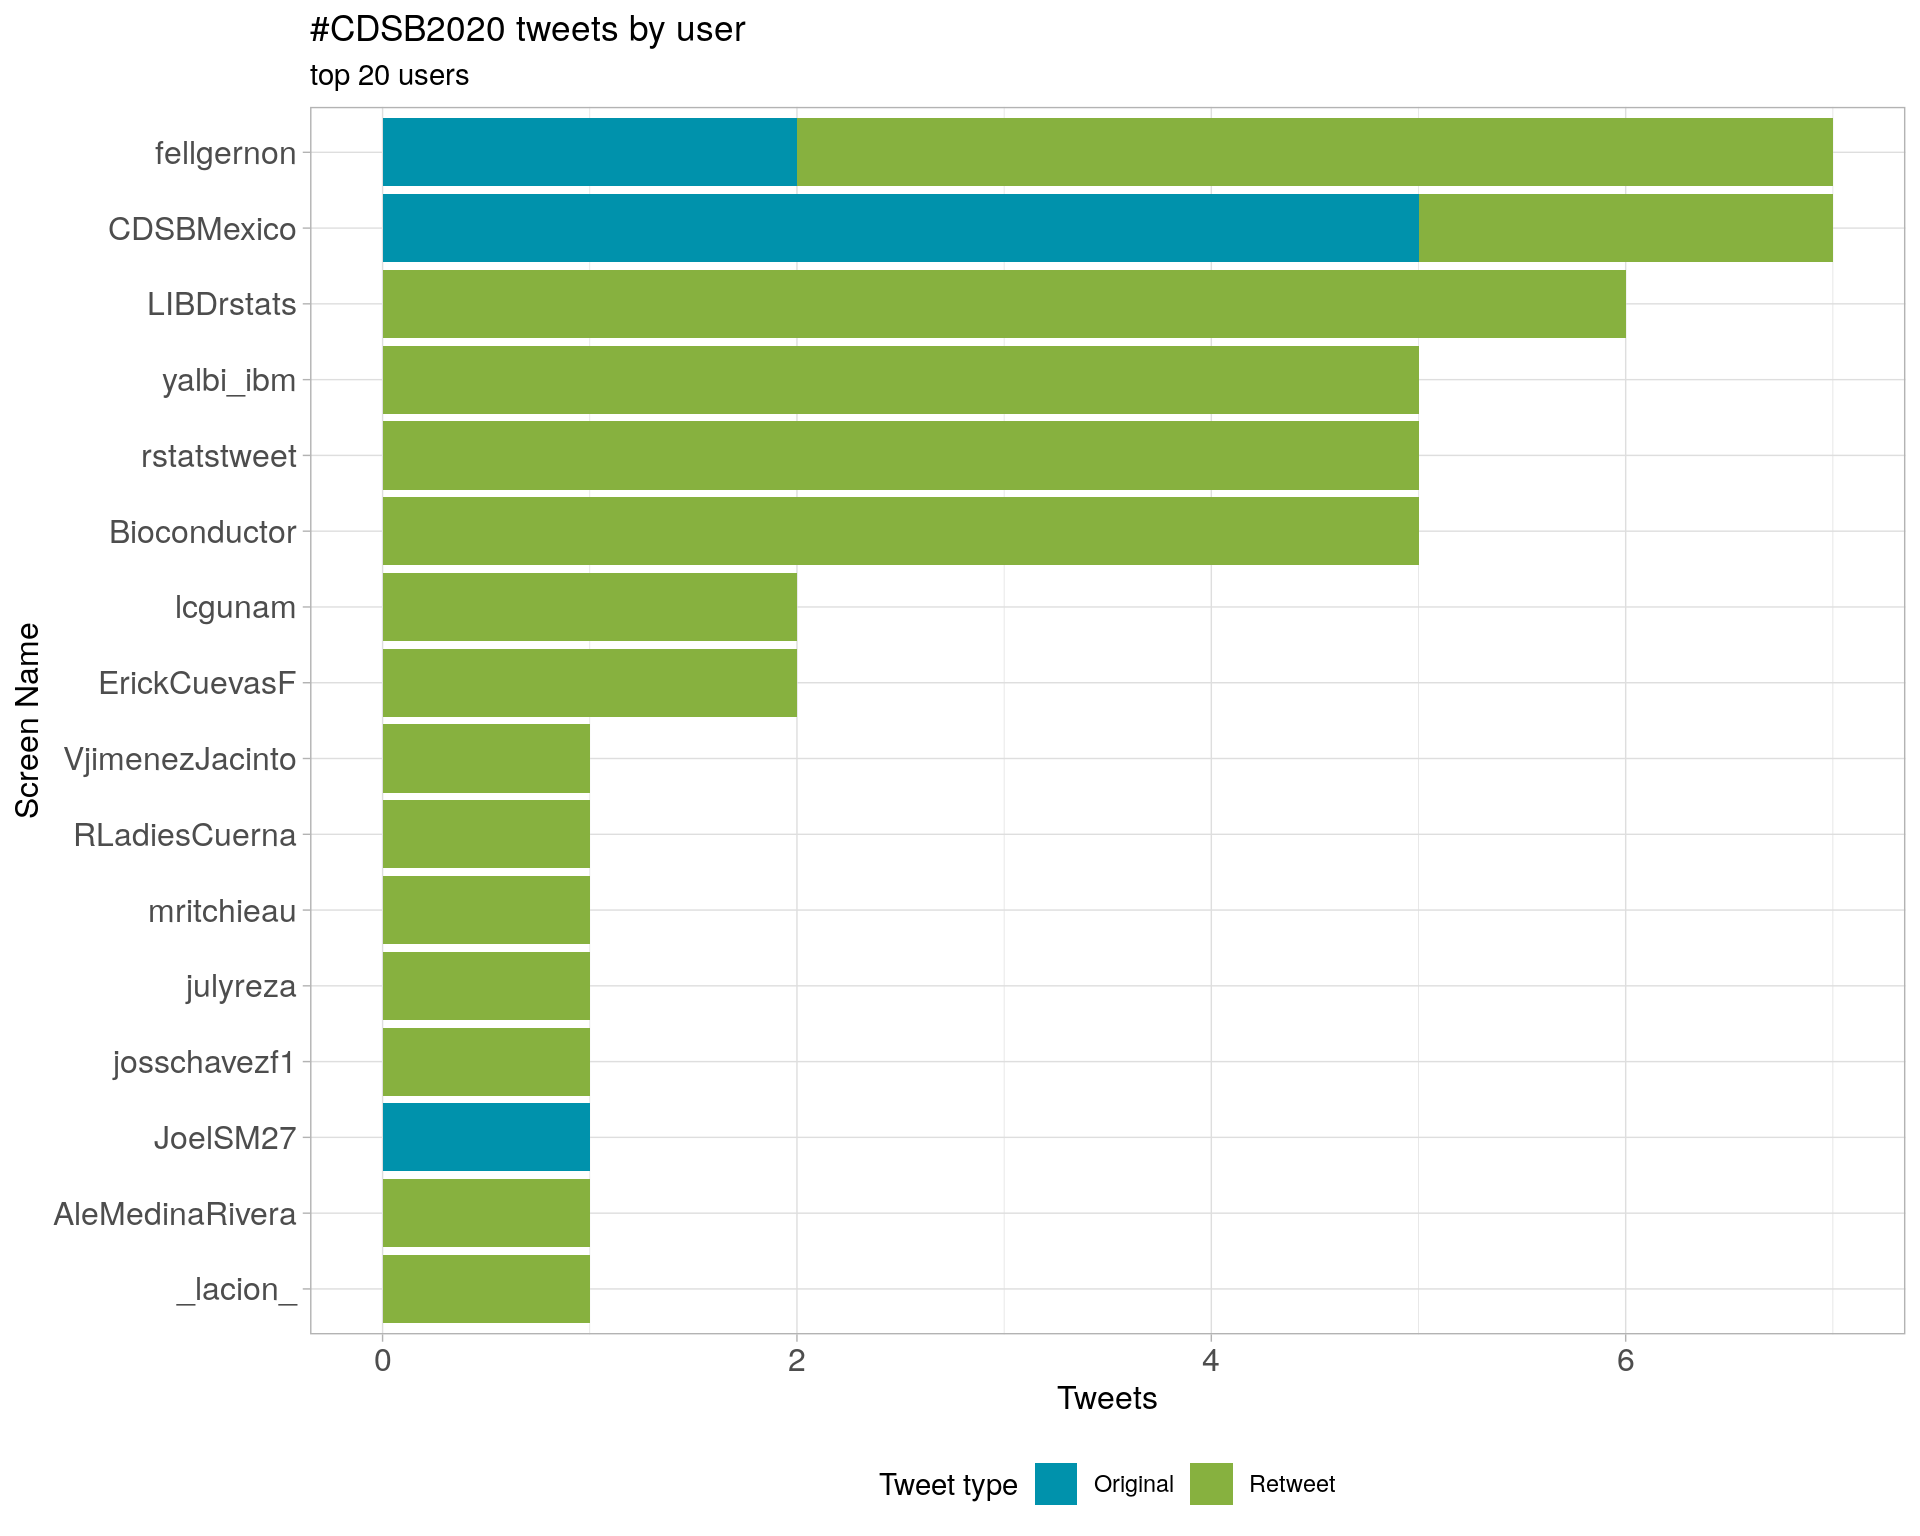 #CDSB2020 tweets by user
top 20 users
Screen Name
fellgernon
CDSBMexico
LIBDrstats
yalbi_ibm
rstatstweet
Bioconductor
lcgunam
ErickCuevasF
VjimenezJacinto
RLadiesCuerna
mritchieau
julyreza
josschavezf1
JoelSM27
AleMedinaRivera
_lacion_
0 2 4 6
Tweets
Tweet type Original Retweet